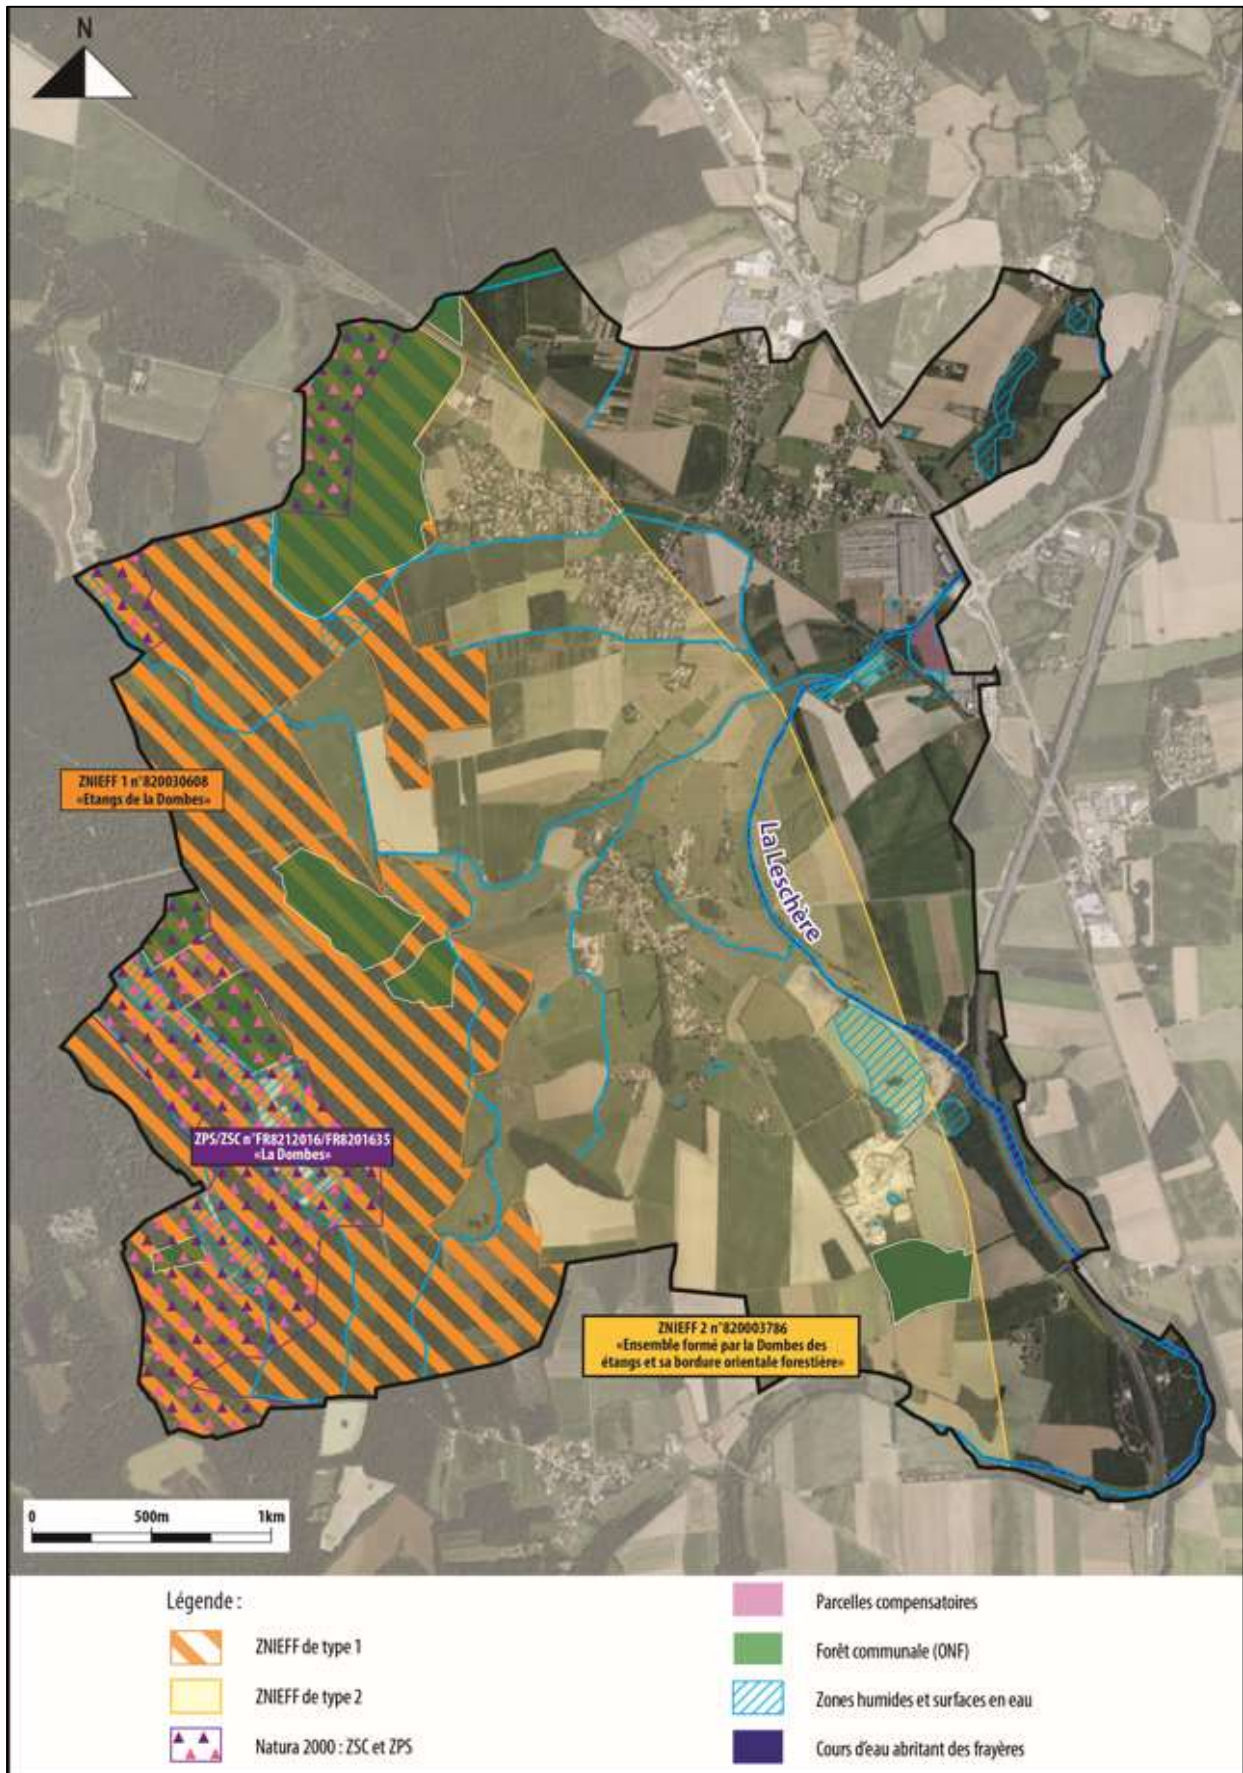 N
La Leschère
ZNIEFF 1 n°820030608
«Etangs de la Dombes»
ZPS/ZSC n°FR8212016/FR8201635
«La Dombes»
ZNIEFF 2 n°820003786
«Ensemble formé par la Dombes des
étangs et sa bordure orientale forestière»
0 500m 1km
Légende :
ZNIEFF de type 1
ZNIEFF de type 2
Natura 2000 : ZSC et ZPS
Parcelles compensatoires
Forêt communale (ONF)
Zones humides et surfaces en eau
Cours d'eau abritant des frayères